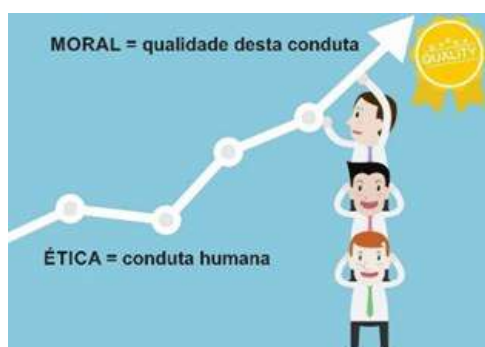 MORAL = qualidade desta conduta
QUALITY
ÉTICA = conduta humana